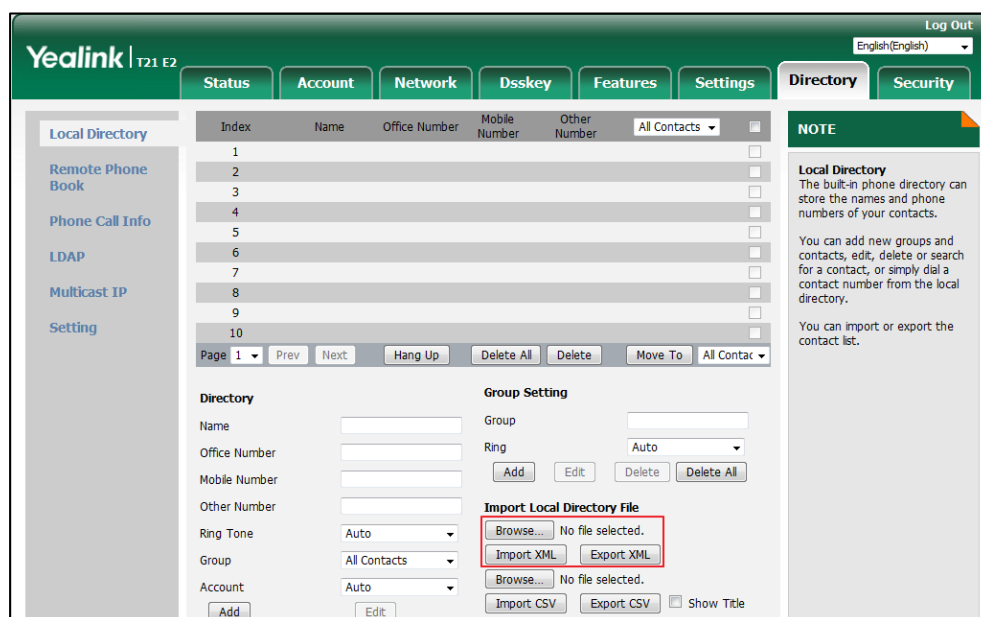 Log Out
Yealink T21 E2
English(English)
Status Account Network Dsskey Features Settings Directory Security
Local Directory
Remote Phone Book
Phone Call Info
LDAP
Multicast IP
Setting
Index Name Office Number Mobile Number Other Number All Contacts
1
2
3
4
5
6
7
8
9
10
Page 1 Prev Next Hang Up Delete All Delete Move To All Contac
Directory
Name
Office Number
Mobile Number
Other Number
Ring Tone Auto
Group All Contacts
Account Auto
Add Edit
Group Setting
Group
Ring Auto
Add Edit Delete Delete All
Import Local Directory File
Browse... No file selected.
Import XML Export XML
Browse... No file selected.
Import CSV Export CSV Show Title
NOTE
Local Directory
The built-in phone directory can
store the names and phone
numbers of your contacts.
You can add new groups and
contacts, edit, delete or search
for a contact, or simply dial a
contact number from the local
directory.
You can import or export the
contact list.